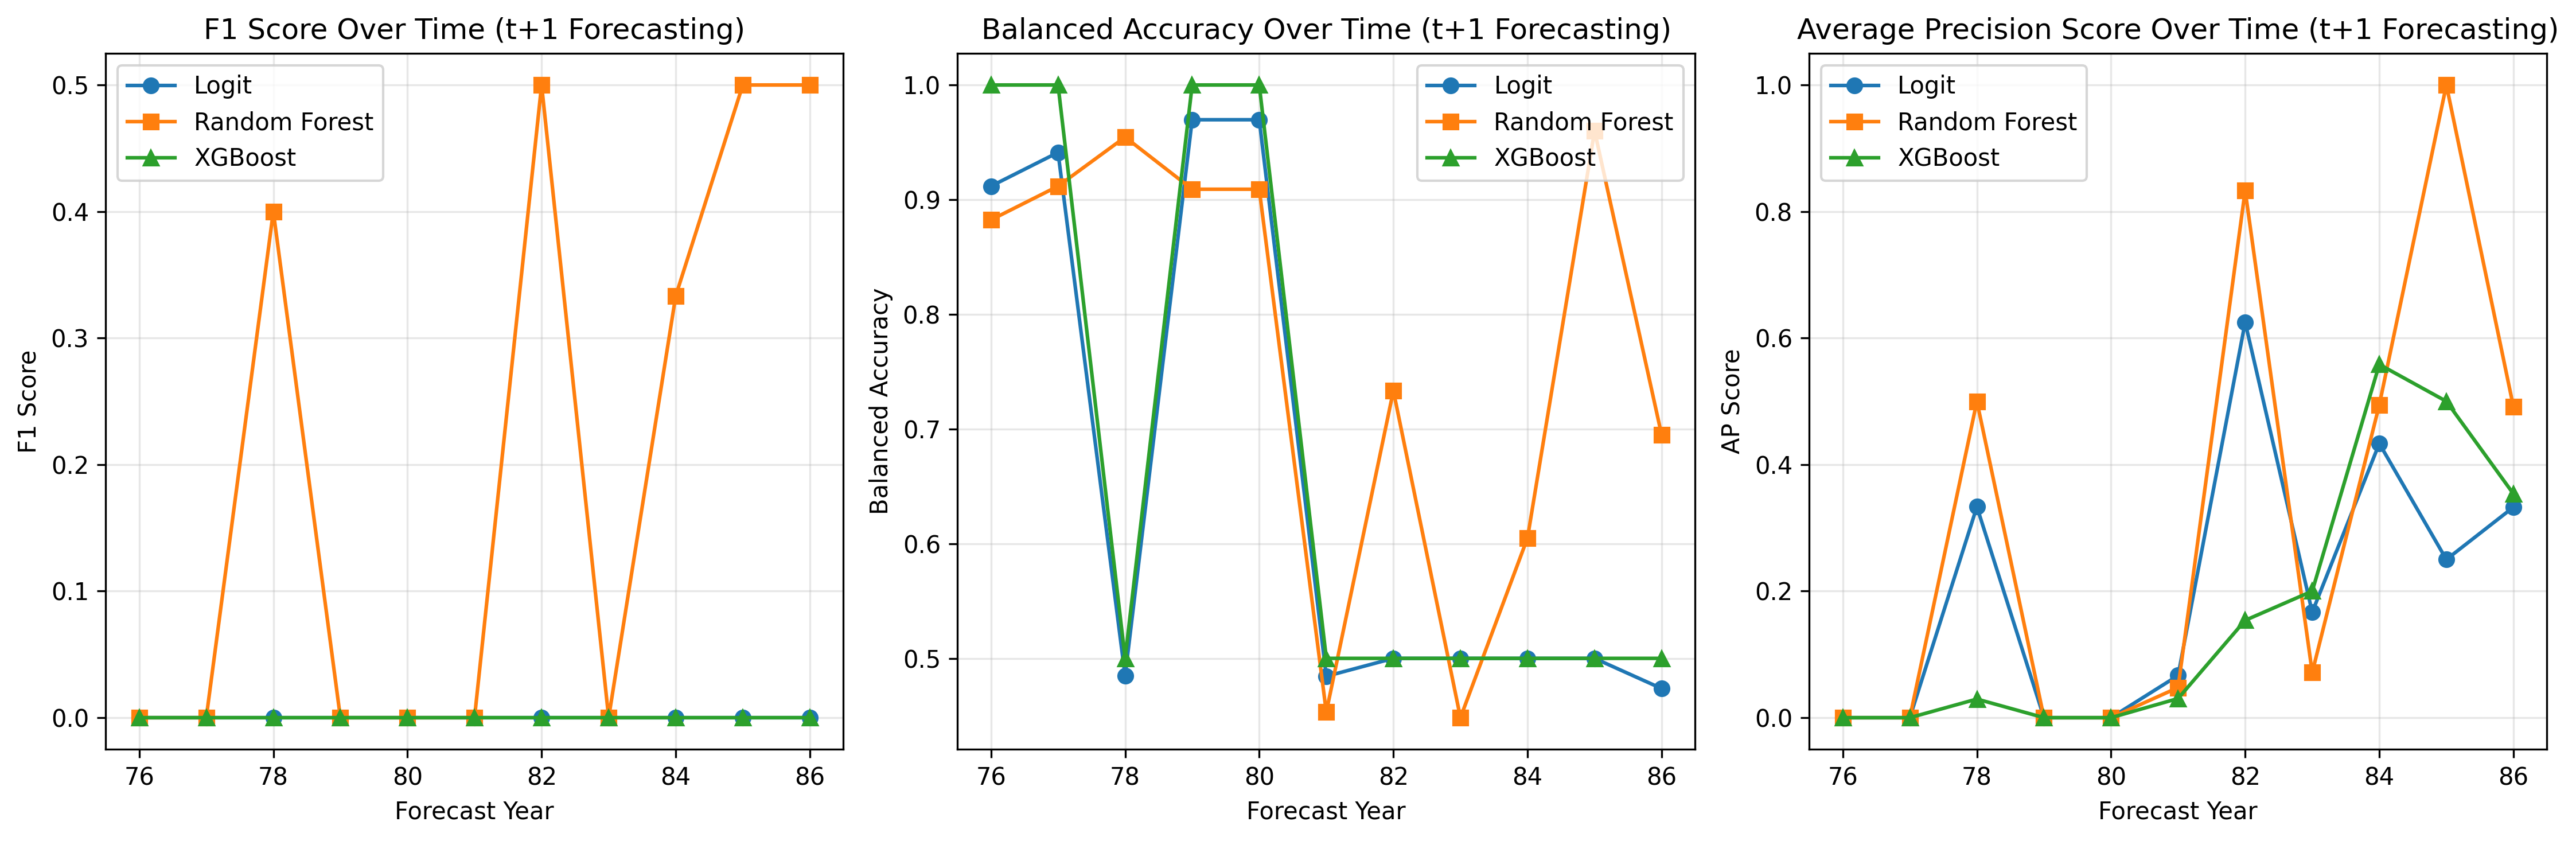 F1 Score Over Time (t+1 Forecasting)
F1 Score
0.5
0.4
0.3
0.2
0.1
0.0
Logit
Random Forest
XGBoost
76 78 80 82 84 86
Forecast Year
Balanced Accuracy Over Time (t+1 Forecasting)
Balanced Accuracy
1.0
0.9
0.8
0.7
0.6
0.5
Logit
Random Forest
XGBoost
76 78 80 82 84 86
Forecast Year
Average Precision Score Over Time (t+1 Forecasting)
AP Score
1.0
0.8
0.6
0.4
0.2
0.0
Logit
Random Forest
XGBoost
76 78 80 82 84 86
Forecast Year